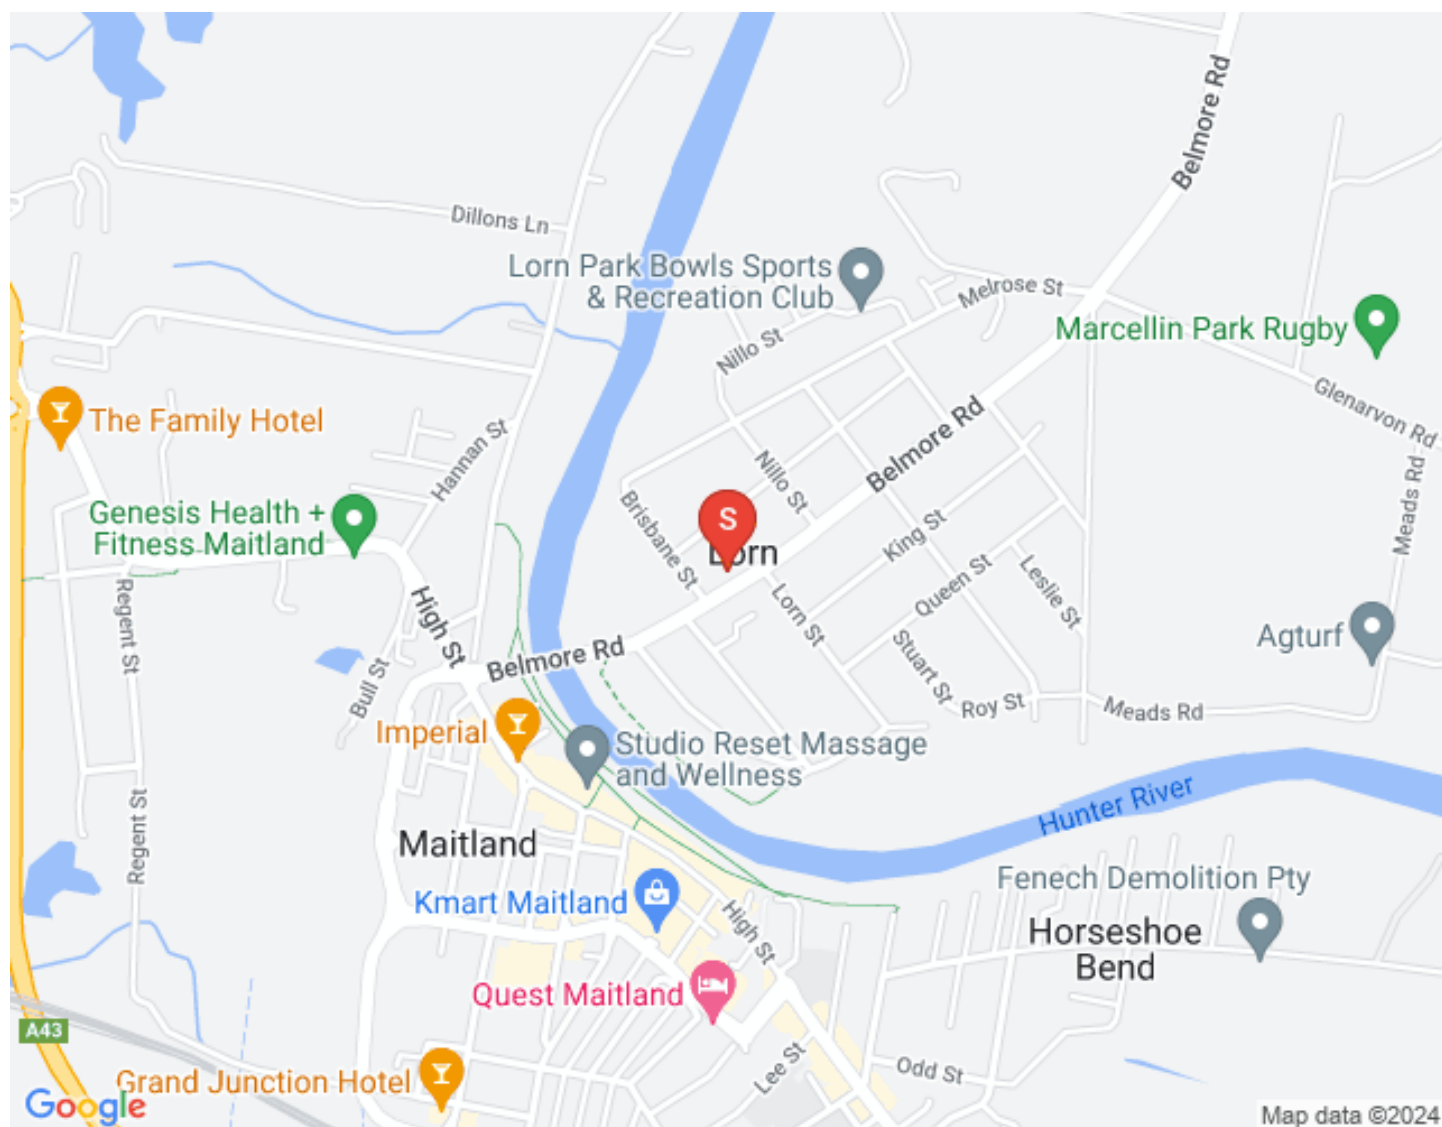 Belmore Rd
Dillons Ln
Lorn Park Bowls Sports
& Recreation Club
Melrose St
Nillo St
Marcellin Park Rugby
Glenarvon Rd
The Family Hotel
Hannan St
Belmore Rd
Nillo St
Meads Rd
Genesis Health +
Fitness Maitland
Brisbane St
S
Lorn
King St
Queen St
Leslie St
Regent St
High St
Lorn St
Stuart St
Agturf
Belmore Rd
Bull St
Roy St
Meads Rd
Imperial
Studio Reset Massage
and Wellness
Hunter River
Regent St
Maitland
Fenech Demolition Pty
Kmart Maitland
High St
Horseshoe
Bend
Quest Maitland
A43
Lee St
Odd St
Grand Junction Hotel
Google
Map data ©2024